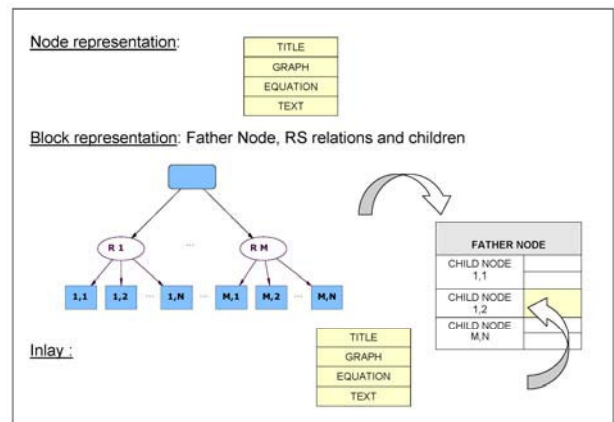 Node representation:
TITLE
GRAPH
EQUATION
TEXT
Block representation: Father Node, RS relations and children
R 1
...
R M
1,1
1,2
...
1,N
...
M,1
M,2
...
M,N
FATHER NODE
CHILD NODE
1,1
CHILD NODE
1,2
CHILD NODE
M,N
Inlay :
TITLE
GRAPH
EQUATION
TEXT